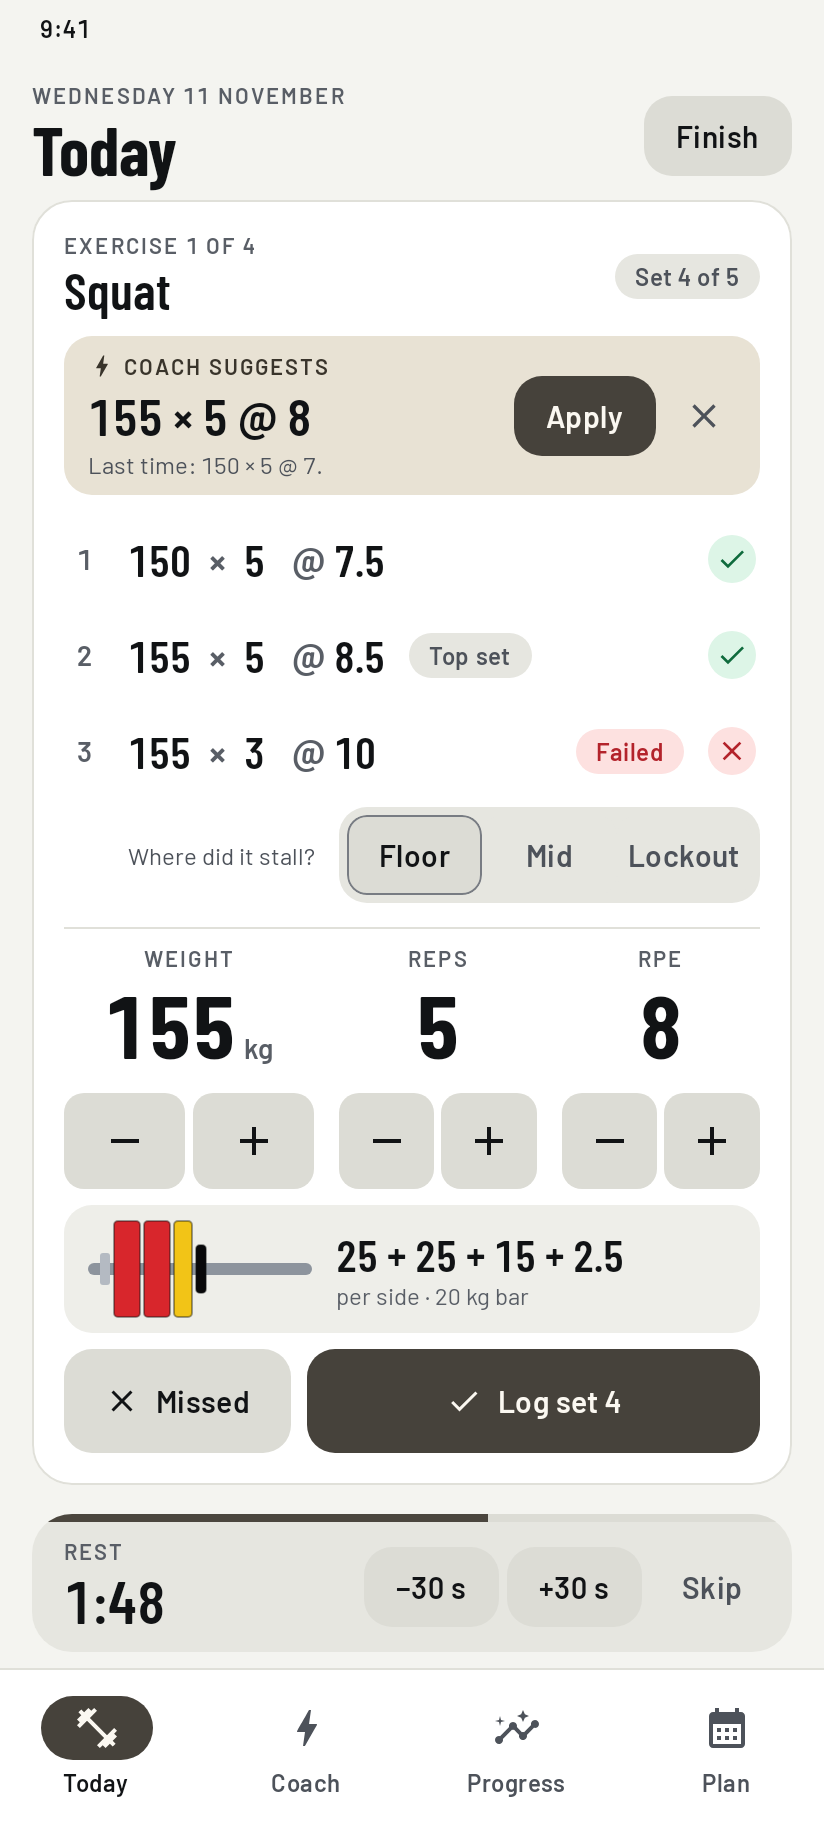 9:41
WEDNESDAY 11 NOVEMBER
Today
Finish
EXERCISE 1 OF 4
Squat
Set 4 of 5
COACH SUGGESTS
155 × 5 @ 8
Last time: 150 × 5 @ 7.
Apply
1 150 × 5 @ 7.5
2 155 × 5 @ 8.5 Top set
3 155 × 3 @ 10 Failed
Where did it stall? Floor Mid Lockout
WEIGHT REPS RPE
155 kg 5 8
25 + 25 + 15 + 2.5
per side · 20 kg bar
Missed
Log set 4
REST
1:48
−30 s +30 s Skip
Today Coach Progress Plan